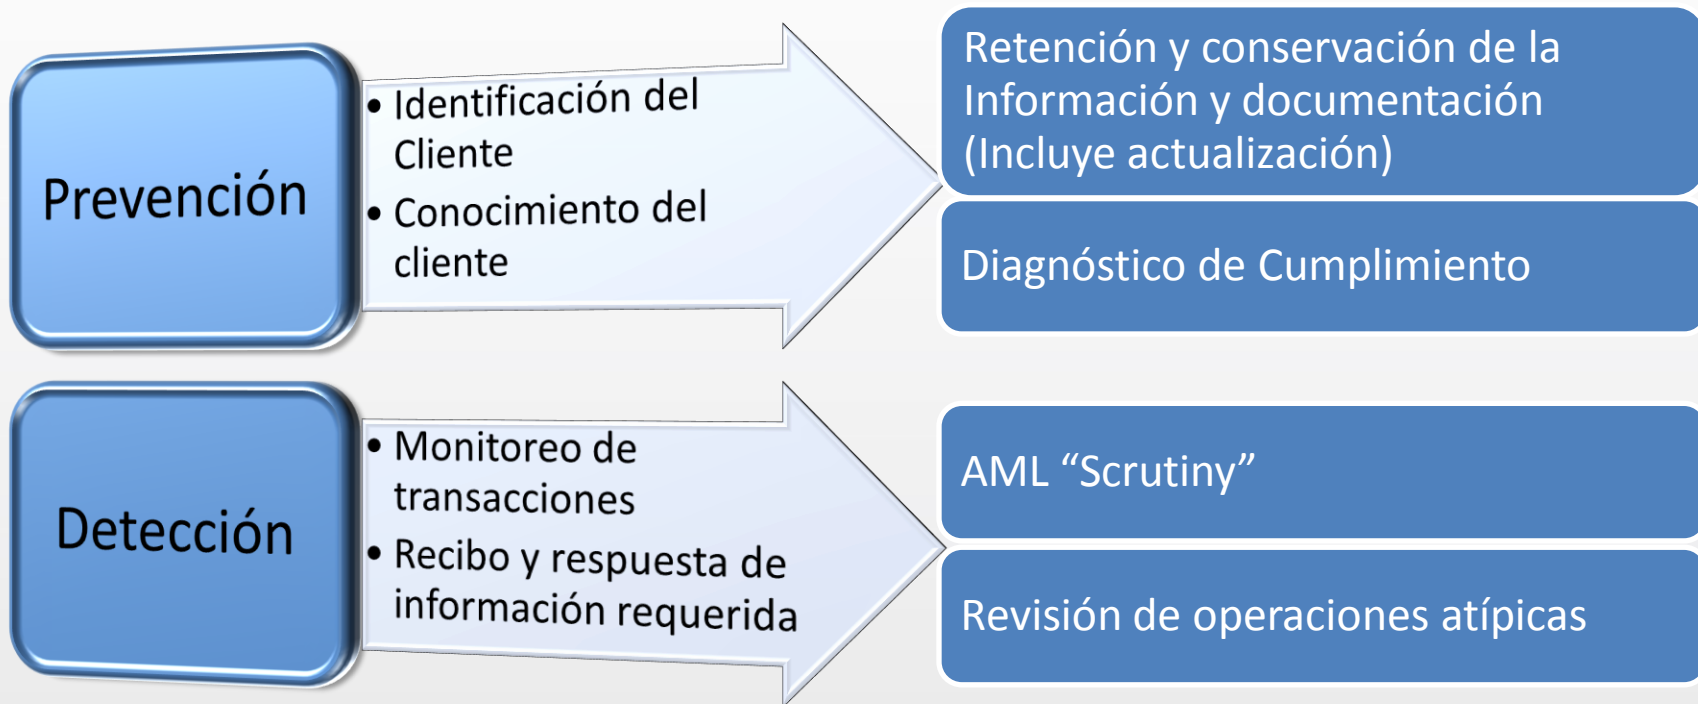 Prevención
• Identificación del
Cliente
• Conocimiento del
cliente
Retención y conservación de la
Información y documentación
(Incluye actualización)
Diagnóstico de Cumplimiento
Detección
• Monitoreo de
transacciones
• Recibo y respuesta de
información requerida
AML “Scrutiny”
Revisión de operaciones atípicas